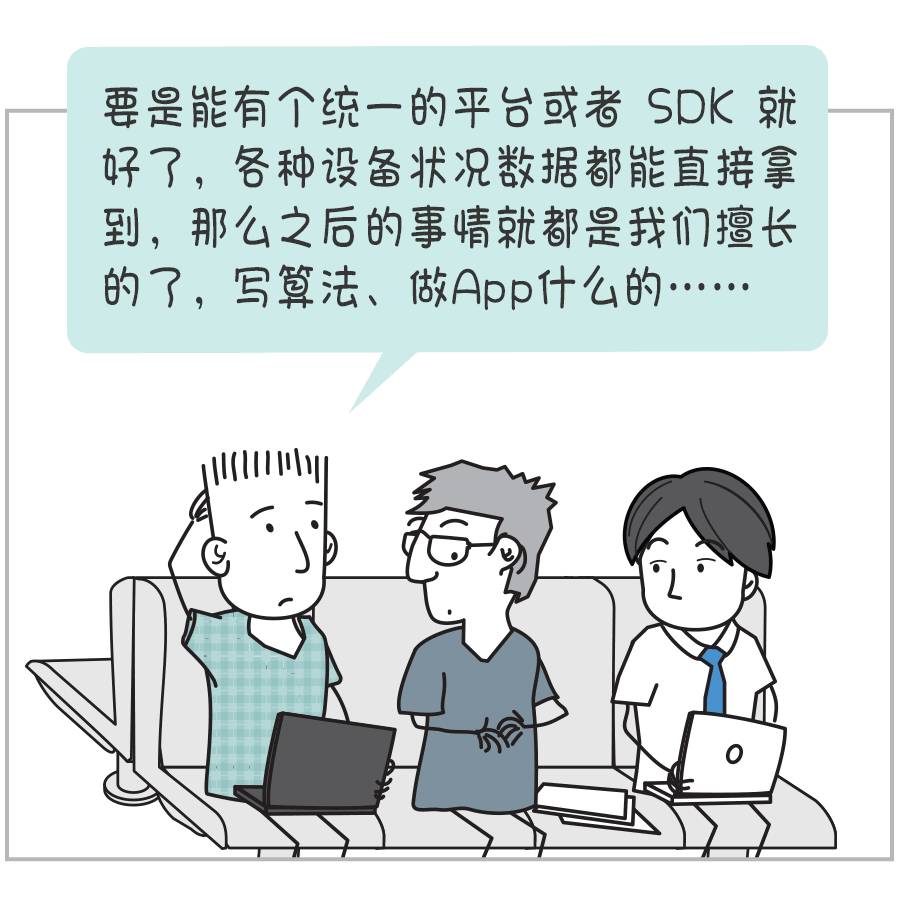 要是能有个统一的平台或者 SDK 就
好了，各种设备状况数据都能直接拿
到，那么之后的事情就都是我们擅长
的了，写算法、做App什么的……